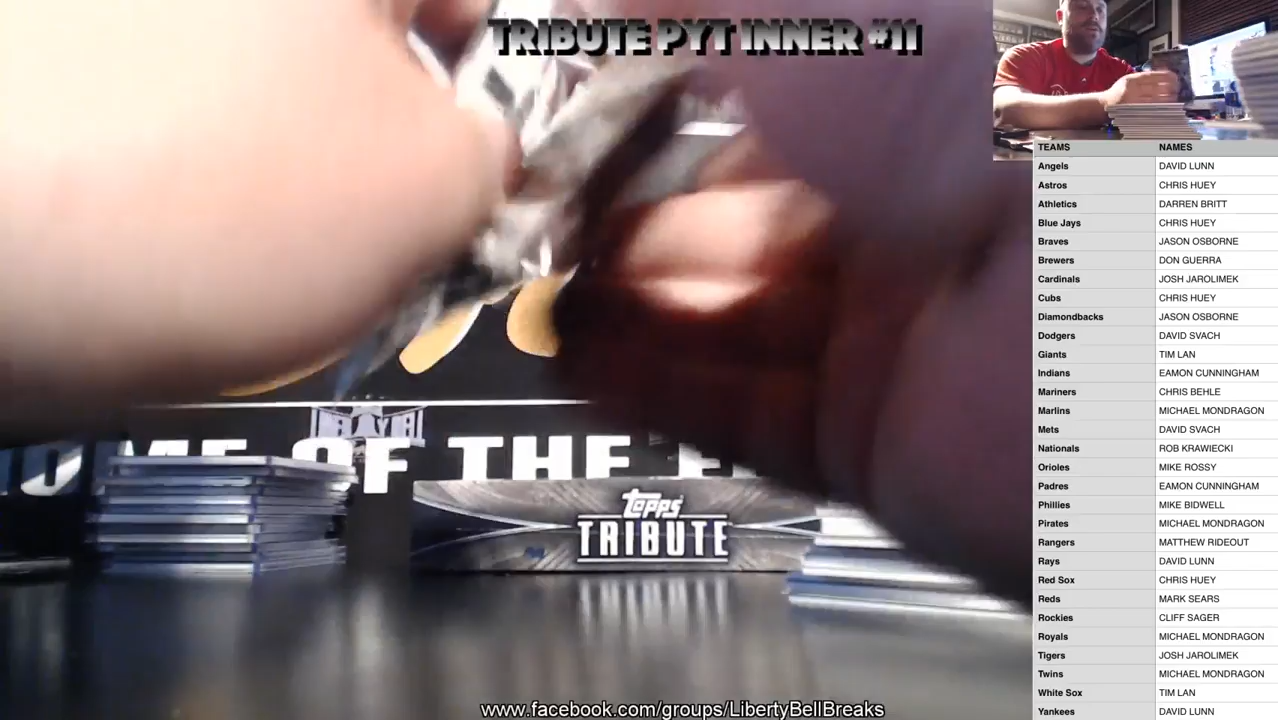 TRIBUTE PYT INNER #11
TEAMS NAMES
Angels DAVID LUNN
Astros CHRIS HUEY
Athletics DARREN BRITT
Blue Jays CHRIS HUEY
Braves JASON OSBORNE
Brewers DON GUERRA
Cardinals JOSH JAROLIMEK
Cubs CHRIS HUEY
Diamondbacks JASON OSBORNE
Dodgers DAVID SVACH
Giants TIM LAN
Indians EAMON CUNNINGHAM
Mariners CHRIS BEHLE
Marlins MICHAEL MONDRAGON
Mets DAVID SVACH
Nationals ROB KRAWIECKI
Orioles MIKE ROSSY
Padres EAMON CUNNINGHAM
Phillies MIKE BIDWELL
Pirates MICHAEL MONDRAGON
Rangers MATTHEW RIDEOUT
Rays DAVID LUNN
Red Sox CHRIS HUEY
Reds MARK SEARS
Rockies CLIFF SAGER
Royals MICHAEL MONDRAGON
Tigers JOSH JAROLIMEK
Twins MICHAEL MONDRAGON
White Sox TIM LAN
Yankees DAVID LUNN
OF THE
Topps
TRIBUTE
www.facebook.com/groups/LibertyBellBreaks